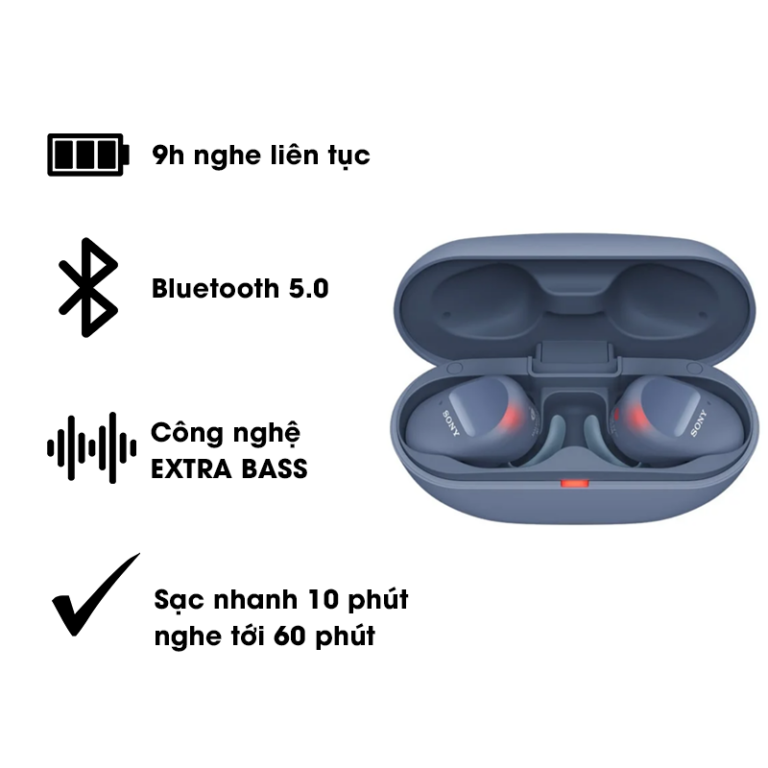 9h nghe liên tục
Bluetooth 5.0
Công nghệ
EXTRA BASS
Sạc nhanh 10 phút
nghe tới 60 phút
SONY
SONY